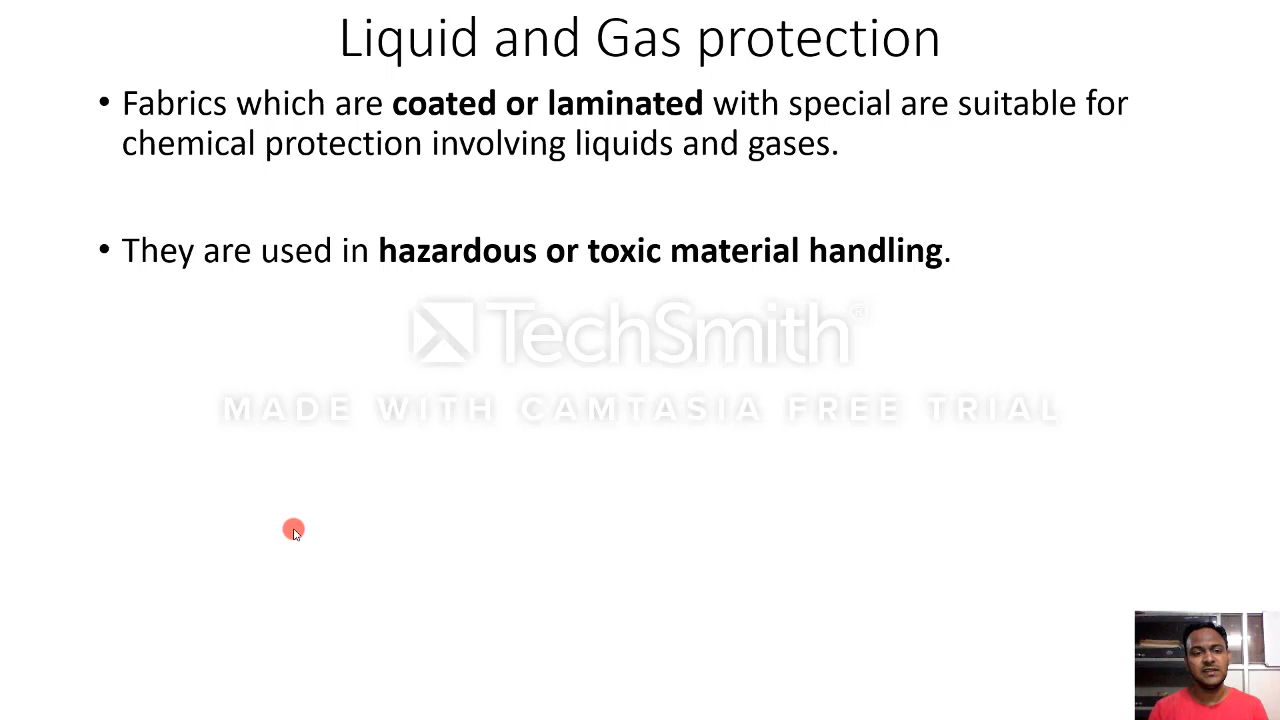 Liquid and Gas protection
• Fabrics which are coated or laminated with special are suitable for
chemical protection involving liquids and gases.
• They are used in hazardous or toxic material handling.
TechSmith®
MADE WITH CAMTASIA FREE TRIAL